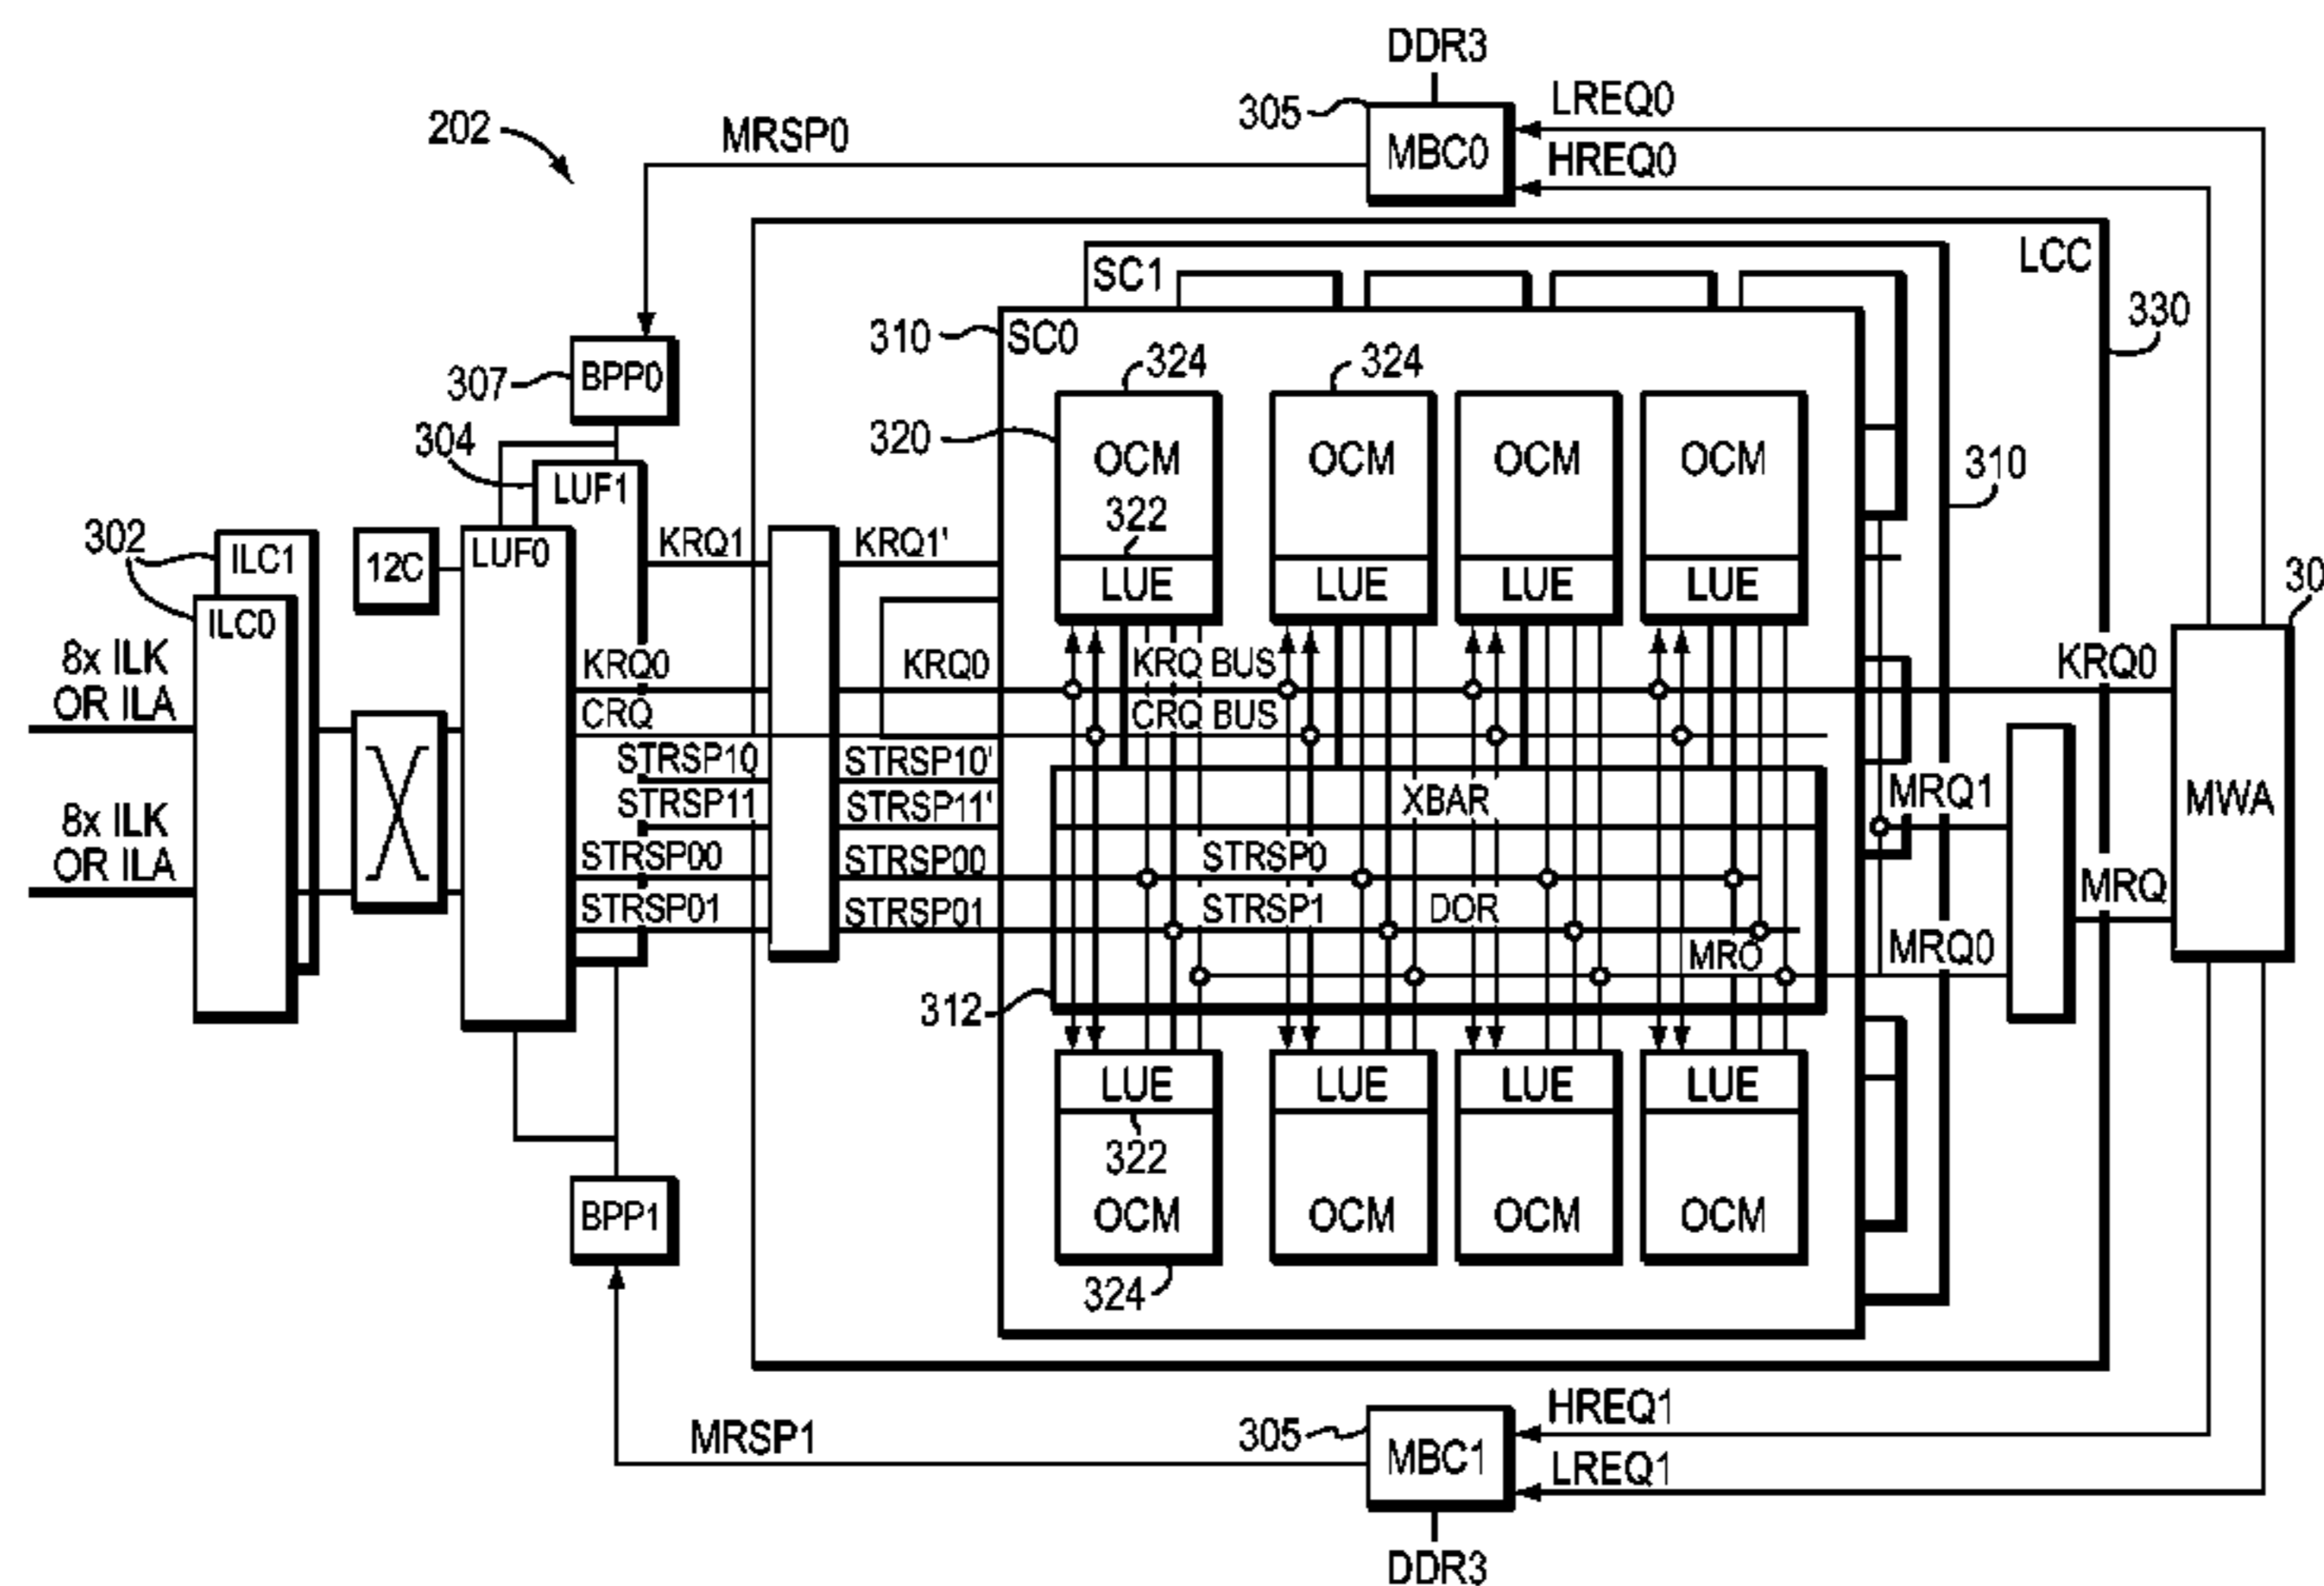 DDR3
LREQ0
305
202
MRSP0
MBC0
HREQ0
LCC
SC1
330
310
SC0
307
BPP0
324
324
304
320
OCM
OCM
OCM
OCM
310
LUF1
322
302
ILC1
12C
LUF0
KRQ1
KRQ1'
LUE
LUE
LUE
LUE
30
ILC0
8x ILK
OR ILA
KRQ0
KRQ0
KRQ BUS
KRQ0
CRQ
CRQ BUS
STRSP10
STRSP10'
STRSP11
STRSP11'
XBAR
MRQ1
MWA
8x ILK
OR ILA
STRSP00
STRSP00
STRSP0
MRQ
STRSP01
STRSP01
STRSP1
DOR
MRO
MRQ0
312
LUE
LUE
LUE
LUE
322
BPP1
OCM
OCM
OCM
OCM
324
HREQ1
MRSP1
305
MBC1
LREQ1
DDR3